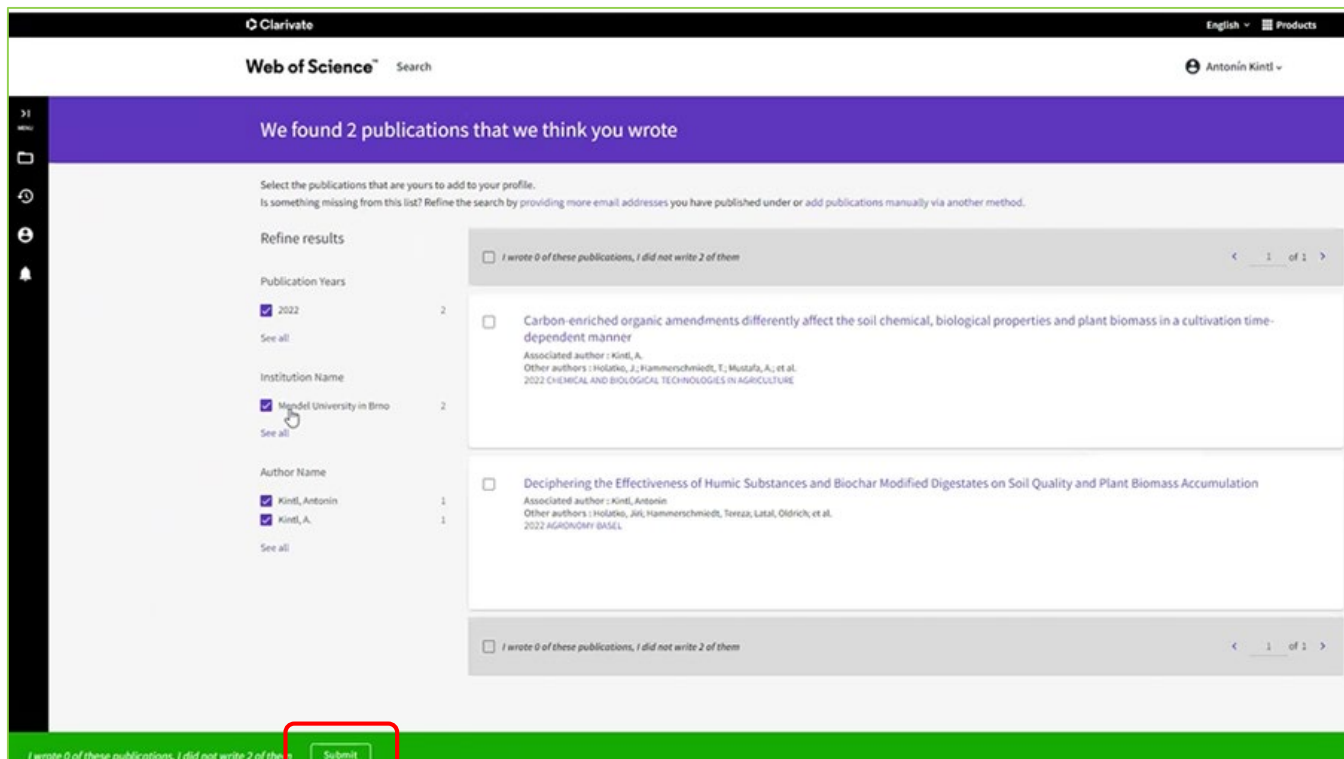 Clarivate
English
Products
Web of Science™
Search
Antonín Kintl
MENU
We found 2 publications that we think you wrote
Select the publications that are yours to add to your profile.
Is something missing from this list? Refine the search by providing more email addresses you have published under or add publications manually via another method.
Refine results
I wrote 0 of these publications, I did not write 2 of them
1 of 1
Publication Years
2022 2
See all
Institution Name
Mendel University in Brno 2
See all
Author Name
Kintl, Antonin 1
Kintl, A. 1
See all
Carbon-enriched organic amendments differently affect the soil chemical, biological properties and plant biomass in a cultivation time-
dependent manner
Associated author : Kintl, A.
Other authors : Holatko, J.; Hammerschmiedt, T.; Mustafa, A.; et al.
2022 CHEMICAL AND BIOLOGICAL TECHNOLOGIES IN AGRICULTURE
Deciphering the Effectiveness of Humic Substances and Biochar Modified Digestates on Soil Quality and Plant Biomass Accumulation
Associated author : Kintl, Antonin
Other authors : Holatko, Jiri; Hammerschmiedt, Tereza; Latal, Oldrich; et al.
2022 AGRONOMY-BASEL
I wrote 0 of these publications, I did not write 2 of them
1 of 1
I wrote 0 of these publications, I did not write 2 of them
Submit